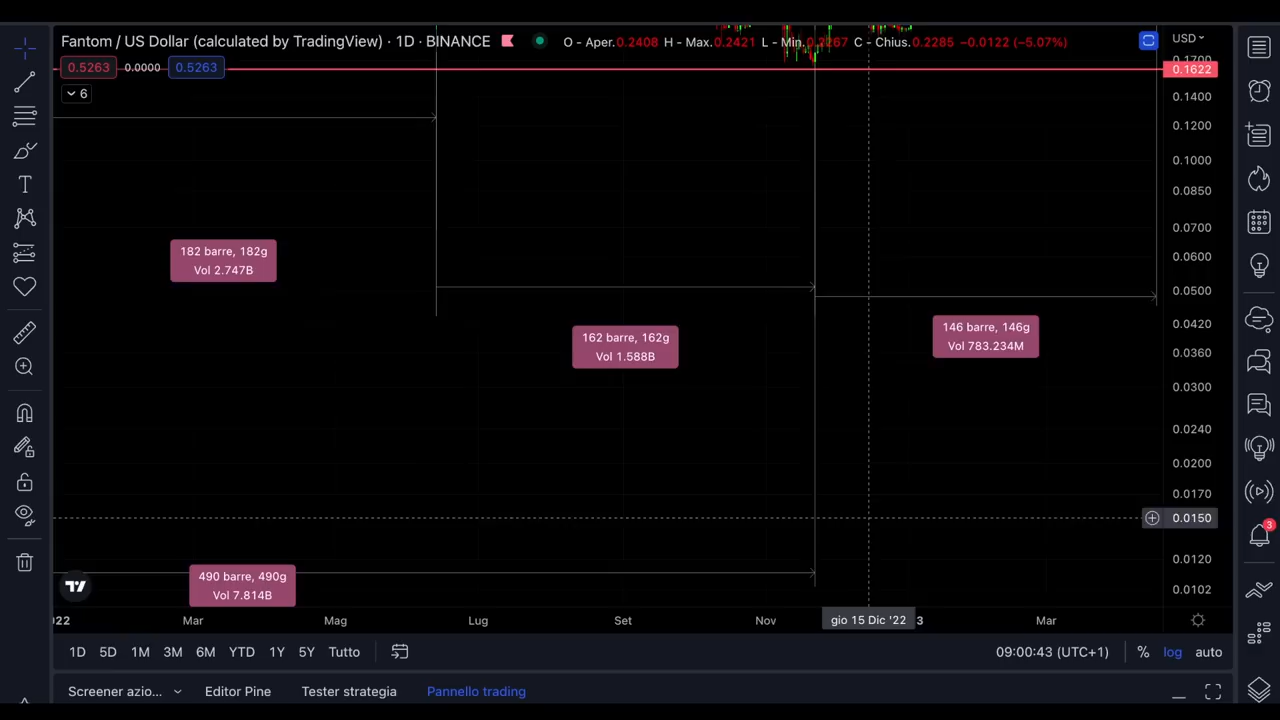 Fantom / US Dollar (calculated by TradingView) · 1D · BINANCE
O - Aper.0.2408 H - Max.0.2421 L - Min.0.2267 C - Chius.0.2285 −0.0122 (−5.07%)
USD
0.5263 0.0000 0.5263
6
0.1700
0.1622
0.1400
0.1200
0.1000
0.0850
0.0700
0.0600
0.0500
0.0420
0.0360
0.0300
0.0240
0.0200
0.0170
0.0150
0.0120
0.0102
182 barre, 182g
Vol 2.747B
162 barre, 162g
Vol 1.588B
146 barre, 146g
Vol 783.234M
490 barre, 490g
Vol 7.814B
3
22 Mar Mag Lug Set Nov gio 15 Dic '22 3 Mar
1D 5D 1M 3M 6M YTD 1Y 5Y Tutto
09:00:43 (UTC+1) % log auto
Screener azio... Editor Pine Tester strategia Pannello trading